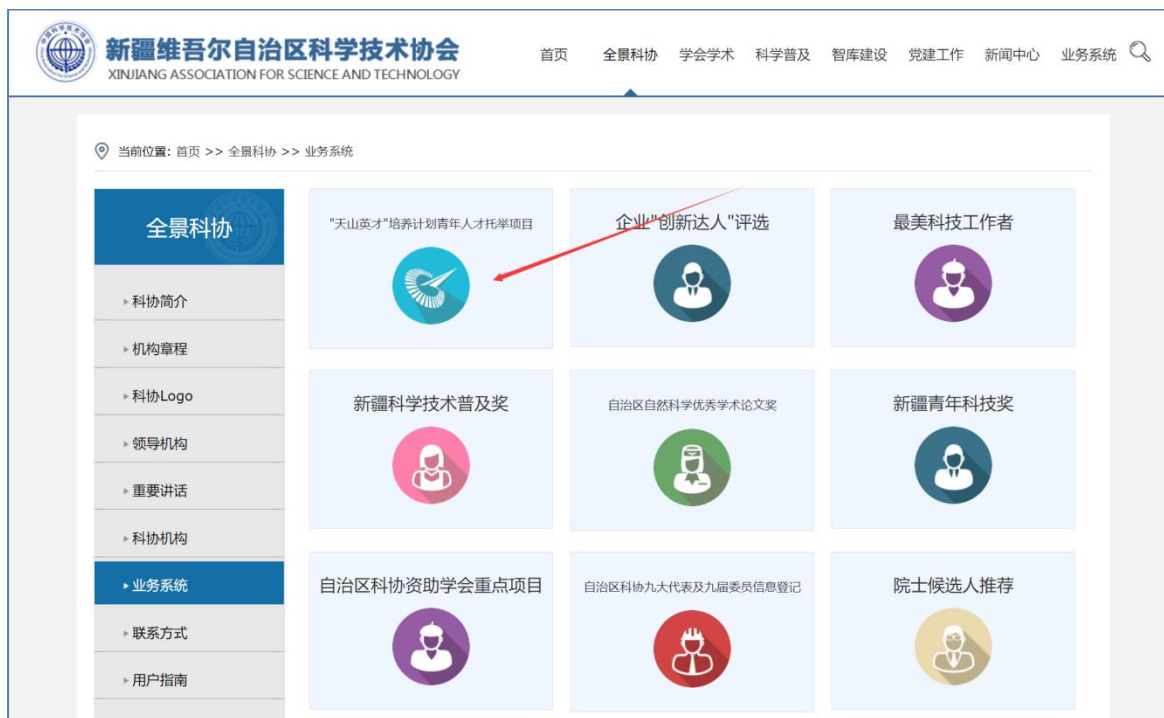 新疆维吾尔自治区科学技术协会
XINJIANG ASSOCIATION FOR SCIENCE AND TECHNOLOGY
首页 全景科协 学会学术 科学普及 智库建设 党建工作 新闻中心 业务系统
当前位置: 首页 >> 全景科协 >> 业务系统
全景科协
科协简介
机构章程
科协Logo
领导机构
重要讲话
科协机构
业务系统
联系方式
用户指南
"天山英才"培养计划青年人才托举项目
企业"创新达人"评选
最美科技工作者
新疆科学技术普及奖
自治区自然科学优秀学术论文奖
新疆青年科技奖
自治区科协资助学会重点项目
自治区科协九大代表及九届委员信息登记
院士候选人推荐